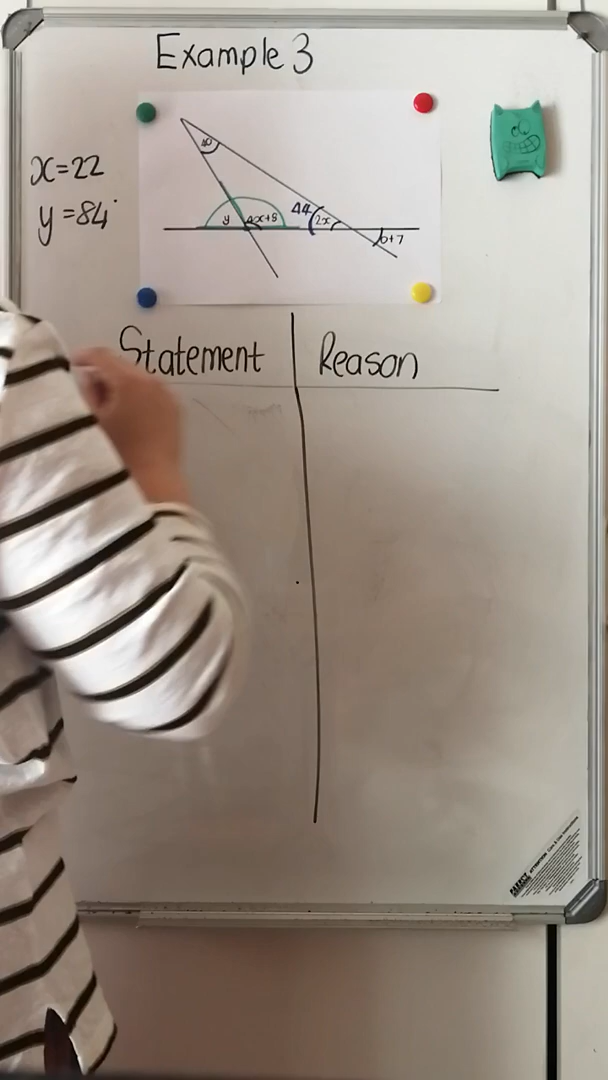 Example 3
x=22
y=84
40
44
y
4x+8
2x
b+7
Statement
Reason